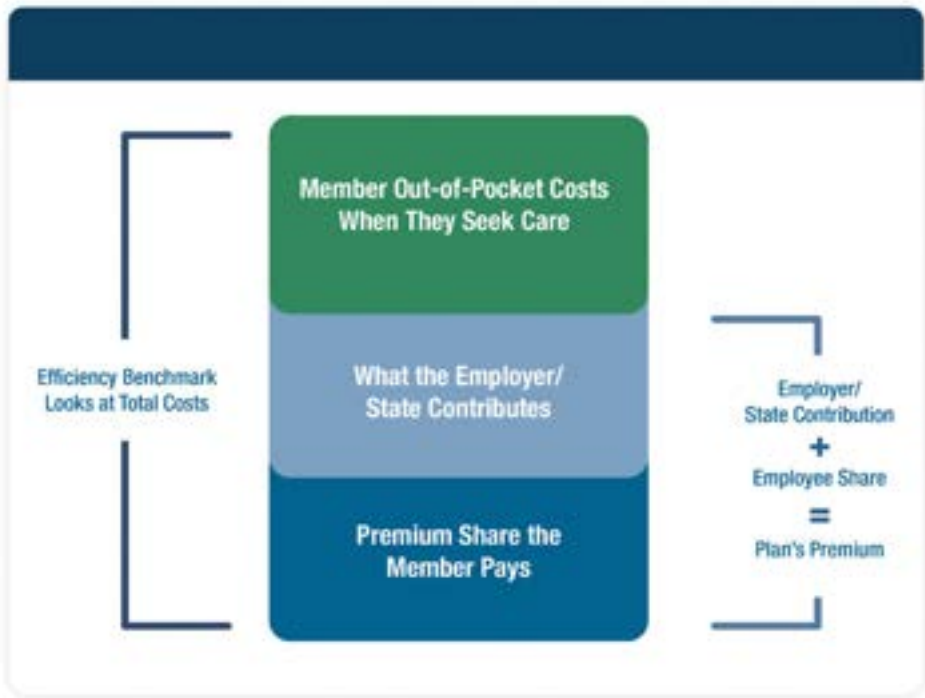 Member Out-of-Pocket Costs
When They Seek Care
Efficiency Benchmark
Looks at Total Costs
What the Employer/
State Contributes
Employer/
State Contribution
+
Employee Share
=
Plan's Premium
Premium Share the
Member Pays